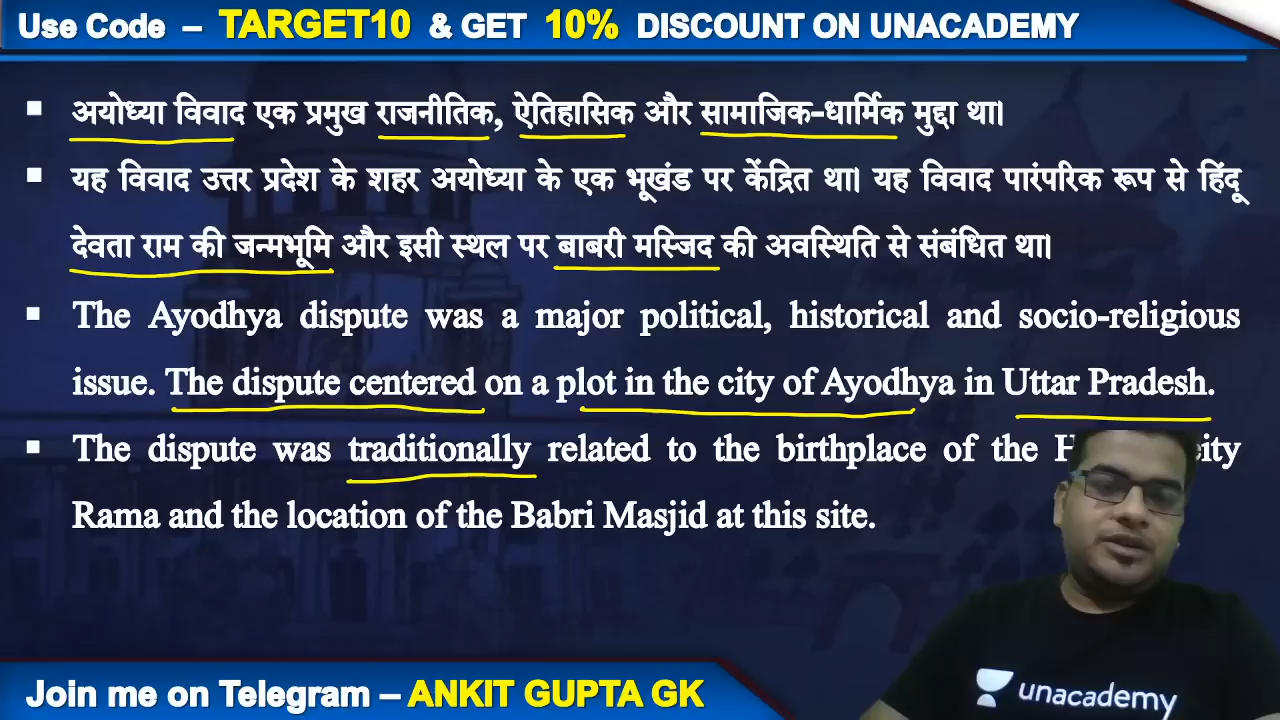 Use Code – TARGET10 & GET 10% DISCOUNT ON UNACADEMY
▪ अयोध्या विवाद एक प्रमुख राजनीतिक, ऐतिहासिक और सामाजिक-धार्मिक मुद्दा था।
▪ यह विवाद उत्तर प्रदेश के शहर अयोध्या के एक भूखंड पर केंद्रित था। यह विवाद पारंपरिक रूप से हिंदू
देवता राम की जन्मभूमि और इसी स्थल पर बाबरी मस्जिद की अवस्थिति से संबंधित था।
▪ The Ayodhya dispute was a major political, historical and socio-religious
issue. The dispute centered on a plot in the city of Ayodhya in Uttar Pradesh.
▪ The dispute was traditionally related to the birthplace of the
Rama and the location of the Babri Masjid at this site.
unacademy
Join me on Telegram – ANKIT GUPTA GK